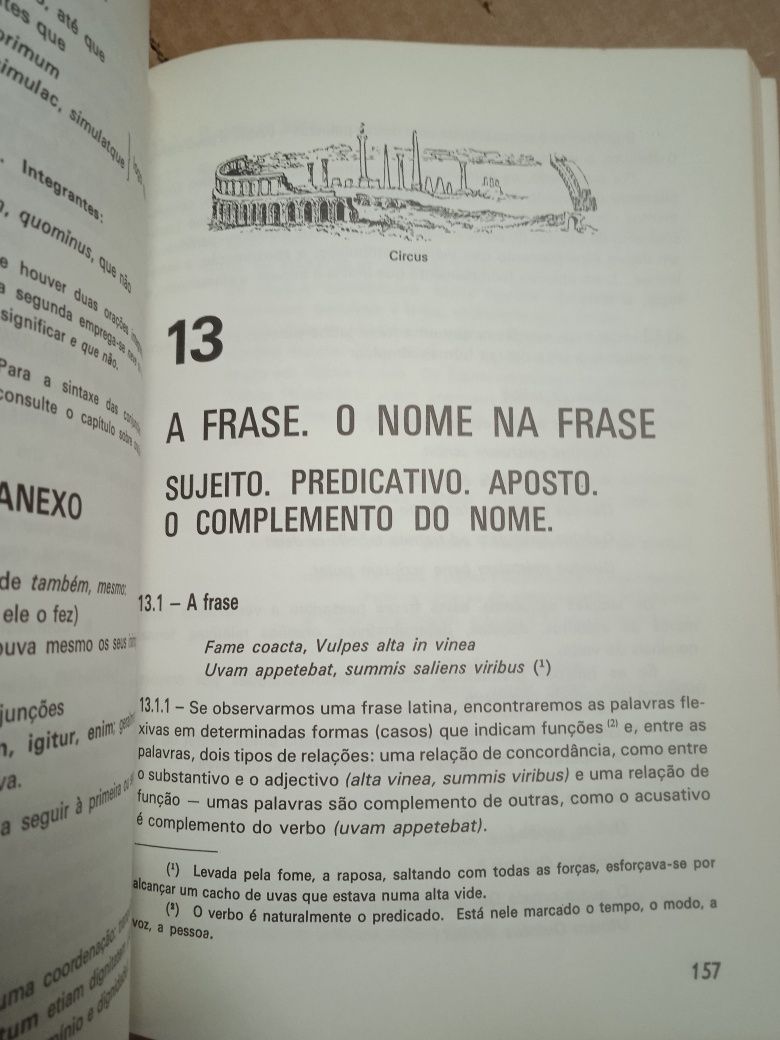 até que
que
primum
simulac, simulatque
Integrantes:
quominus, que não
e houver duas orações
a segunda emprega-se
significar e que não.
Para a sintaxe das
consulte o capítulo sobre
ANEXO
de também, mesmo:
ele o fez)
mesmo os seus
igitur, enim;
a seguir à primeira ou
uma coordenação:
etiam
e
Circus
13
A FRASE. O NOME NA FRASE
SUJEITO. PREDICATIVO. APOSTO.
O COMPLEMENTO DO NOME.
13.1 – A frase
Fame coacta, Vulpes alta in vinea
Uvam appetebat, summis saliens viribus (¹)
13.1.1 – Se observarmos uma frase latina, encontraremos as palavras fle-
xivas em determinadas formas (casos) que indicam funções (2) e, entre as
palavras, dois tipos de relações: uma relação de concordância, como entre
o substantivo e o adjectivo (alta vinea, summis viribus) e uma relação de
função — umas palavras são complemento de outras, como o acusativo
é complemento do verbo (uvam appetebat).
(¹) Levada pela fome, a raposa, saltando com todas as forças, esforçava-se por
alcançar um cacho de uvas que estava numa alta vide.
(²) O verbo é naturalmente o predicado. Está nele marcado o tempo, o modo, a
voz, a pessoa.
157